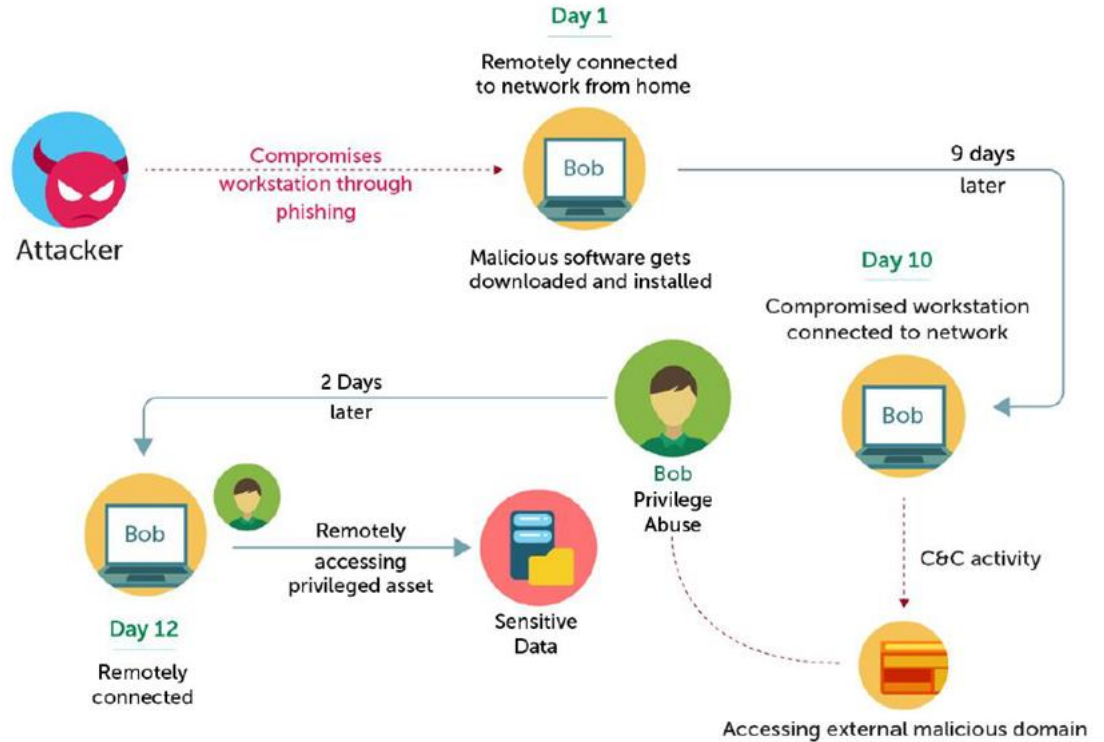 Day 1
Remotely connected
to network from home
Compromises
workstation through
phishing
Attacker
Bob
Malicious software gets
downloaded and installed
9 days
later
Day 10
Compromised workstation
connected to network
Bob
C&C activity
Accessing external malicious domain
Bob
Privilege
Abuse
2 Days
later
Bob
Day 12
Remotely
connected
Remotely
accessing
privileged asset
Sensitive
Data